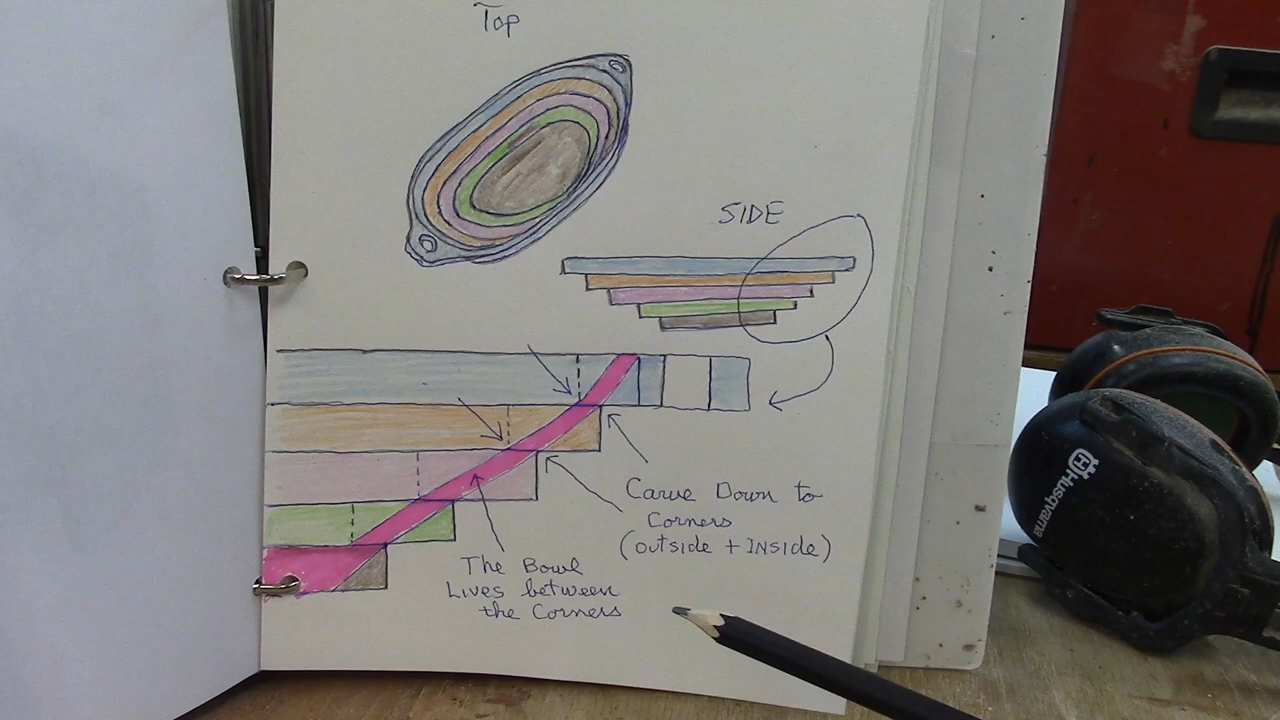 Top
SIDE
Carve Down to
Corners
(outside + INSide)
The Bowl
Lives between
the Corners
Husqvarna